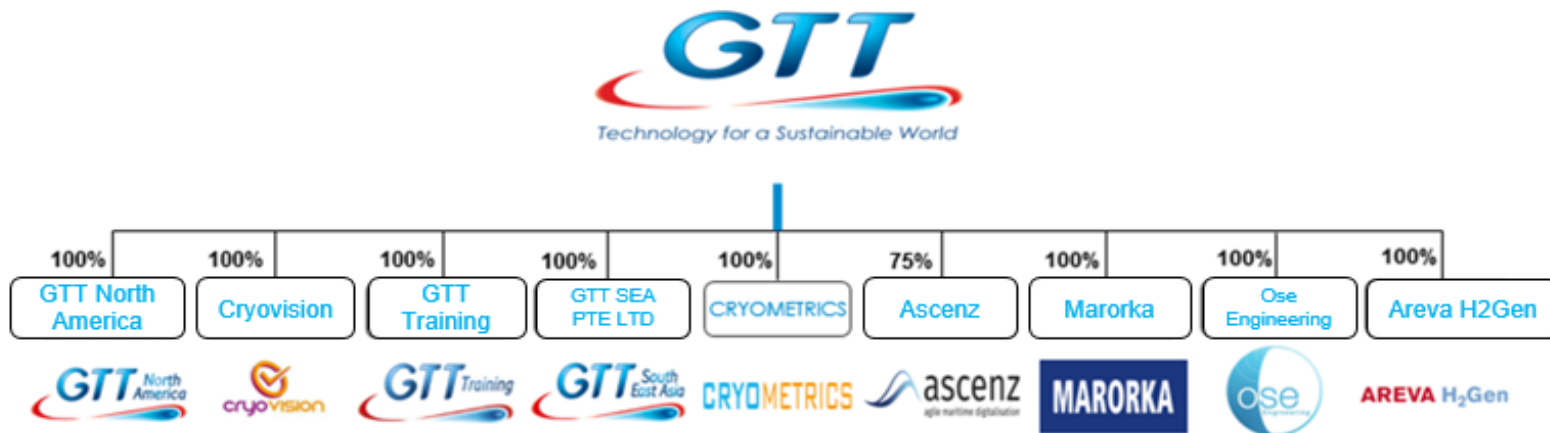 GTT
Technology for a Sustainable World
100% 100% 100% 100% 100% 75% 100% 100% 100%
GTT North
America
Cryovision
GTT
Training
GTT SEA
PTE LTD
CRYOMETRICS
Ascenz
Marorka
Ose
Engineering
Areva H2Gen
GTT North
America
cryovision
GTT Training
GTT South
East Asia
CRYOMETRICS
ascenz
agile maritime digitalisation
MARORKA
ose
Engineering
AREVA H₂Gen